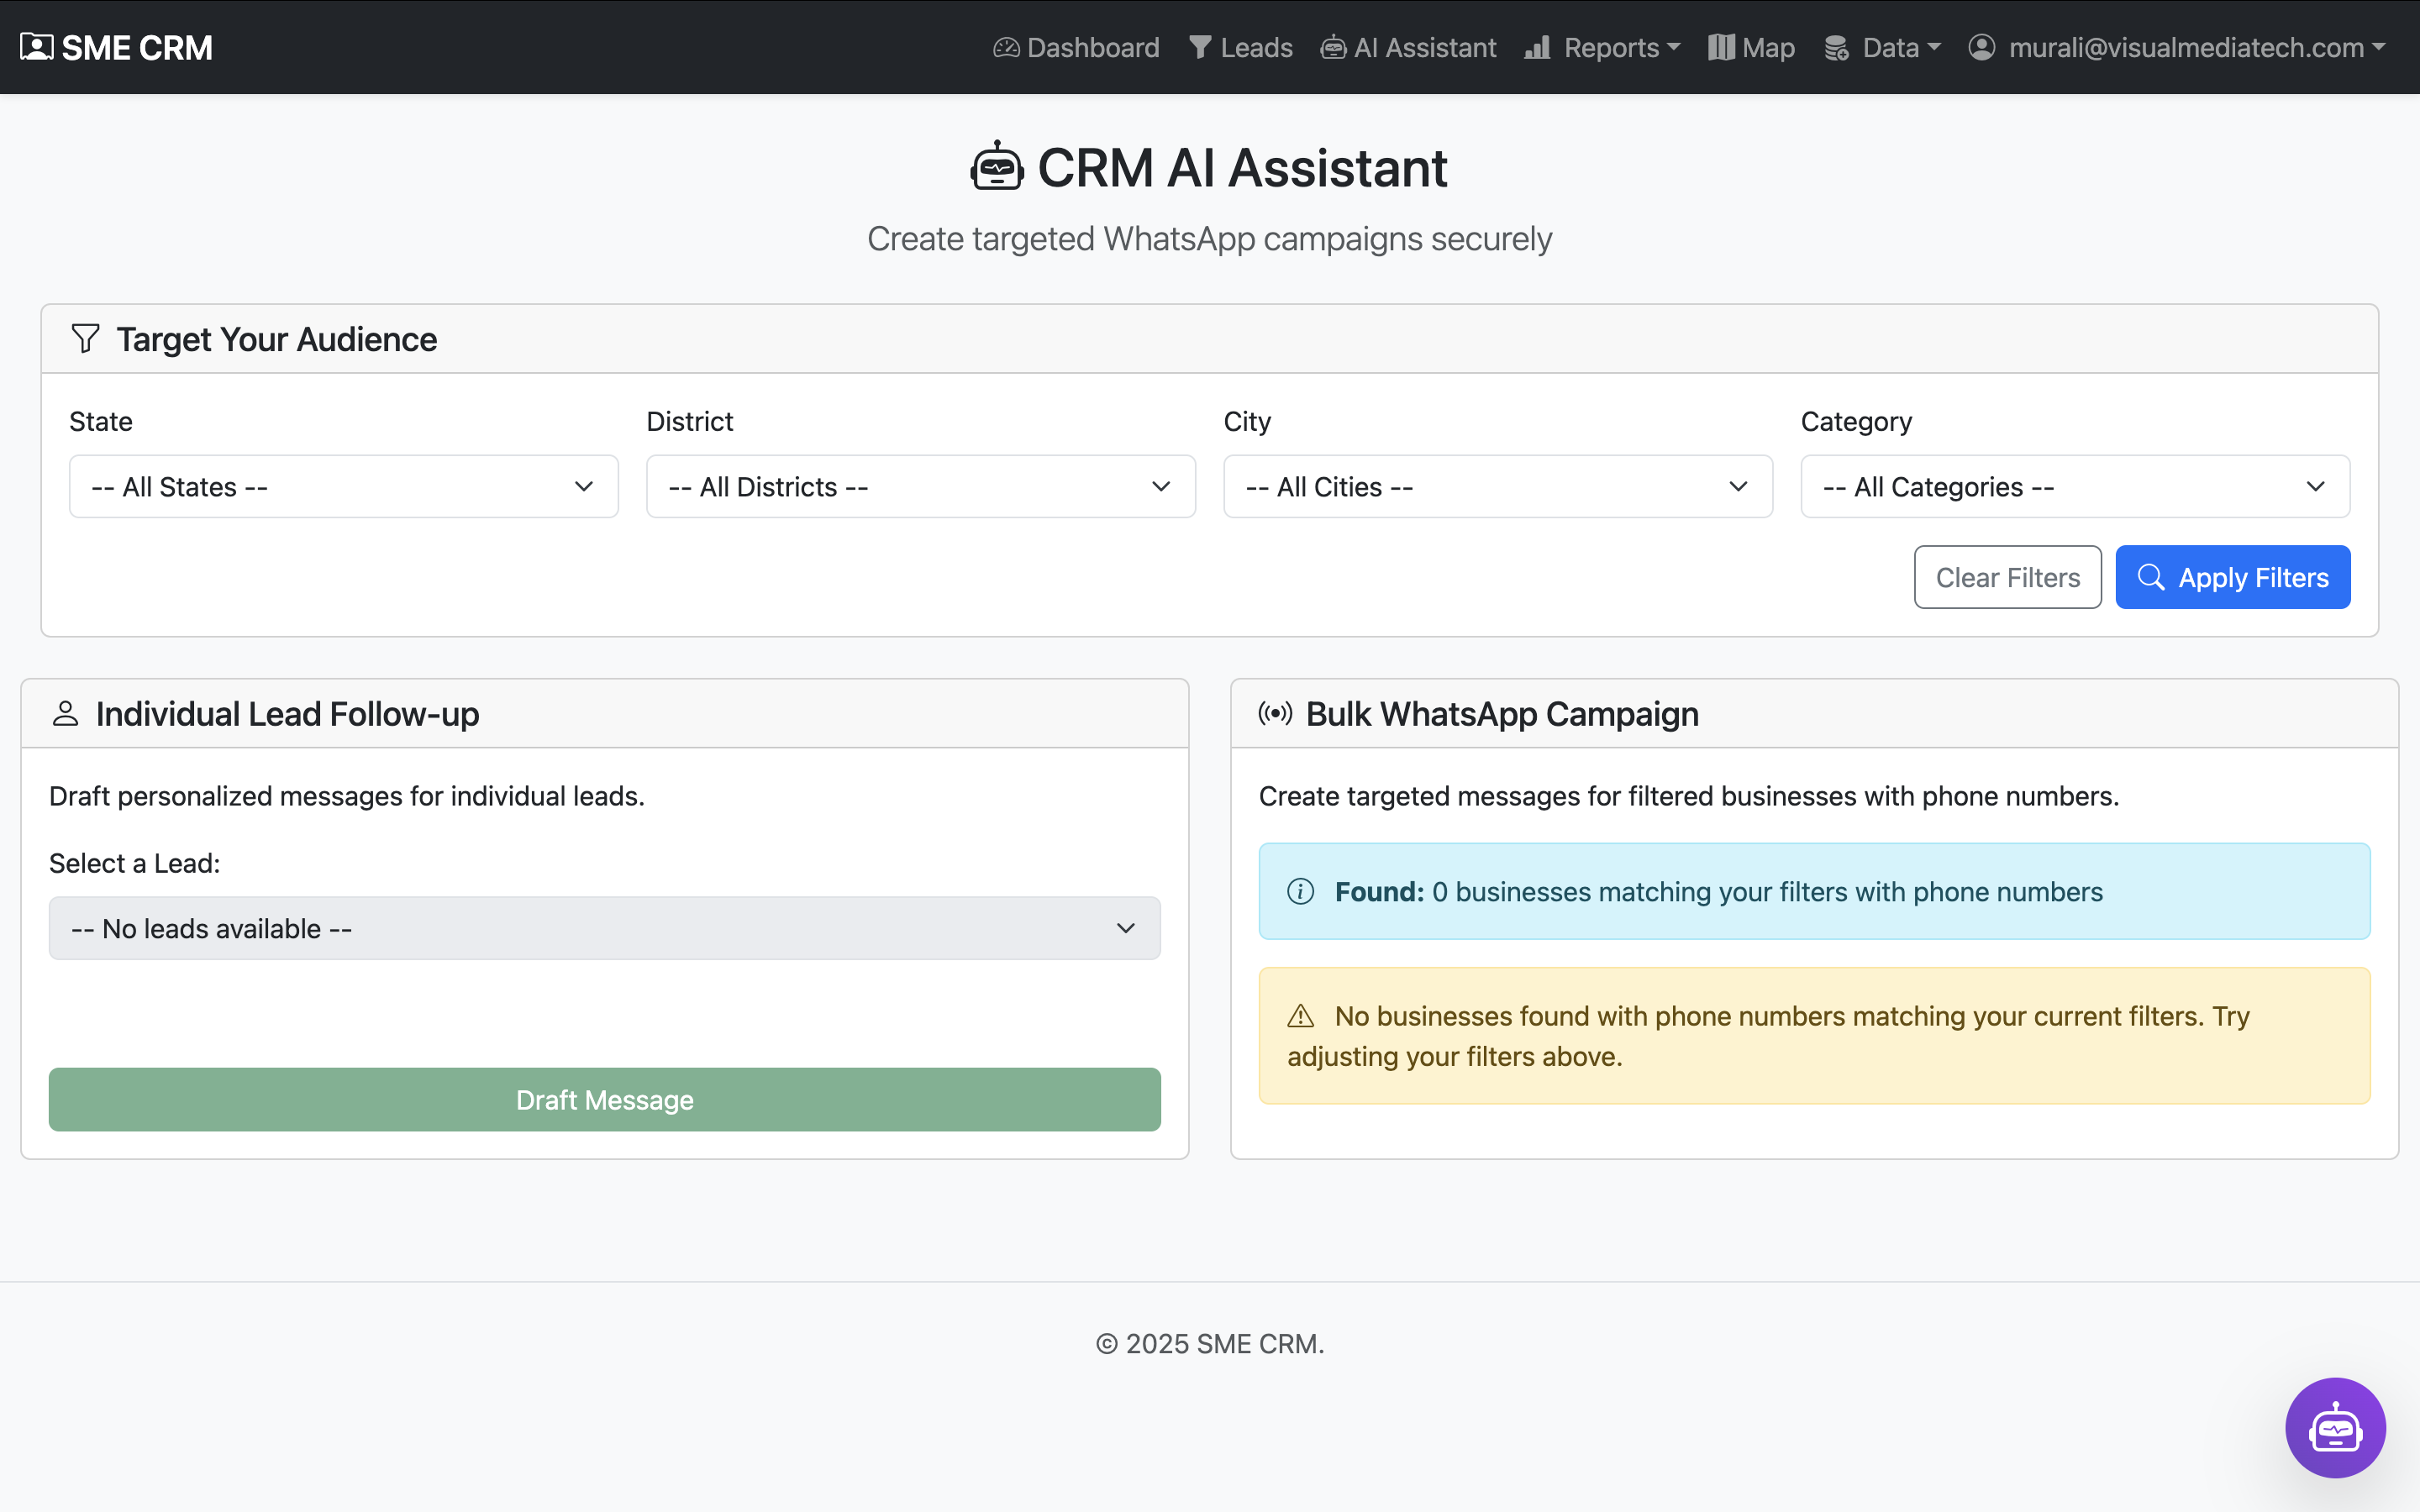 SME CRM
Dashboard
Leads
AI Assistant
Reports
Map
Data
murali@visualmediatech.com
CRM AI Assistant
Create targeted WhatsApp campaigns securely
Target Your Audience
State
District
City
Category
-- All States --
-- All Districts --
-- All Cities --
-- All Categories --
Clear Filters
Apply Filters
Individual Lead Follow-up
Draft personalized messages for individual leads.
Select a Lead:
-- No leads available --
Draft Message
Bulk WhatsApp Campaign
Create targeted messages for filtered businesses with phone numbers.
Found: 0 businesses matching your filters with phone numbers
No businesses found with phone numbers matching your current filters. Try
adjusting your filters above.
© 2025 SME CRM.